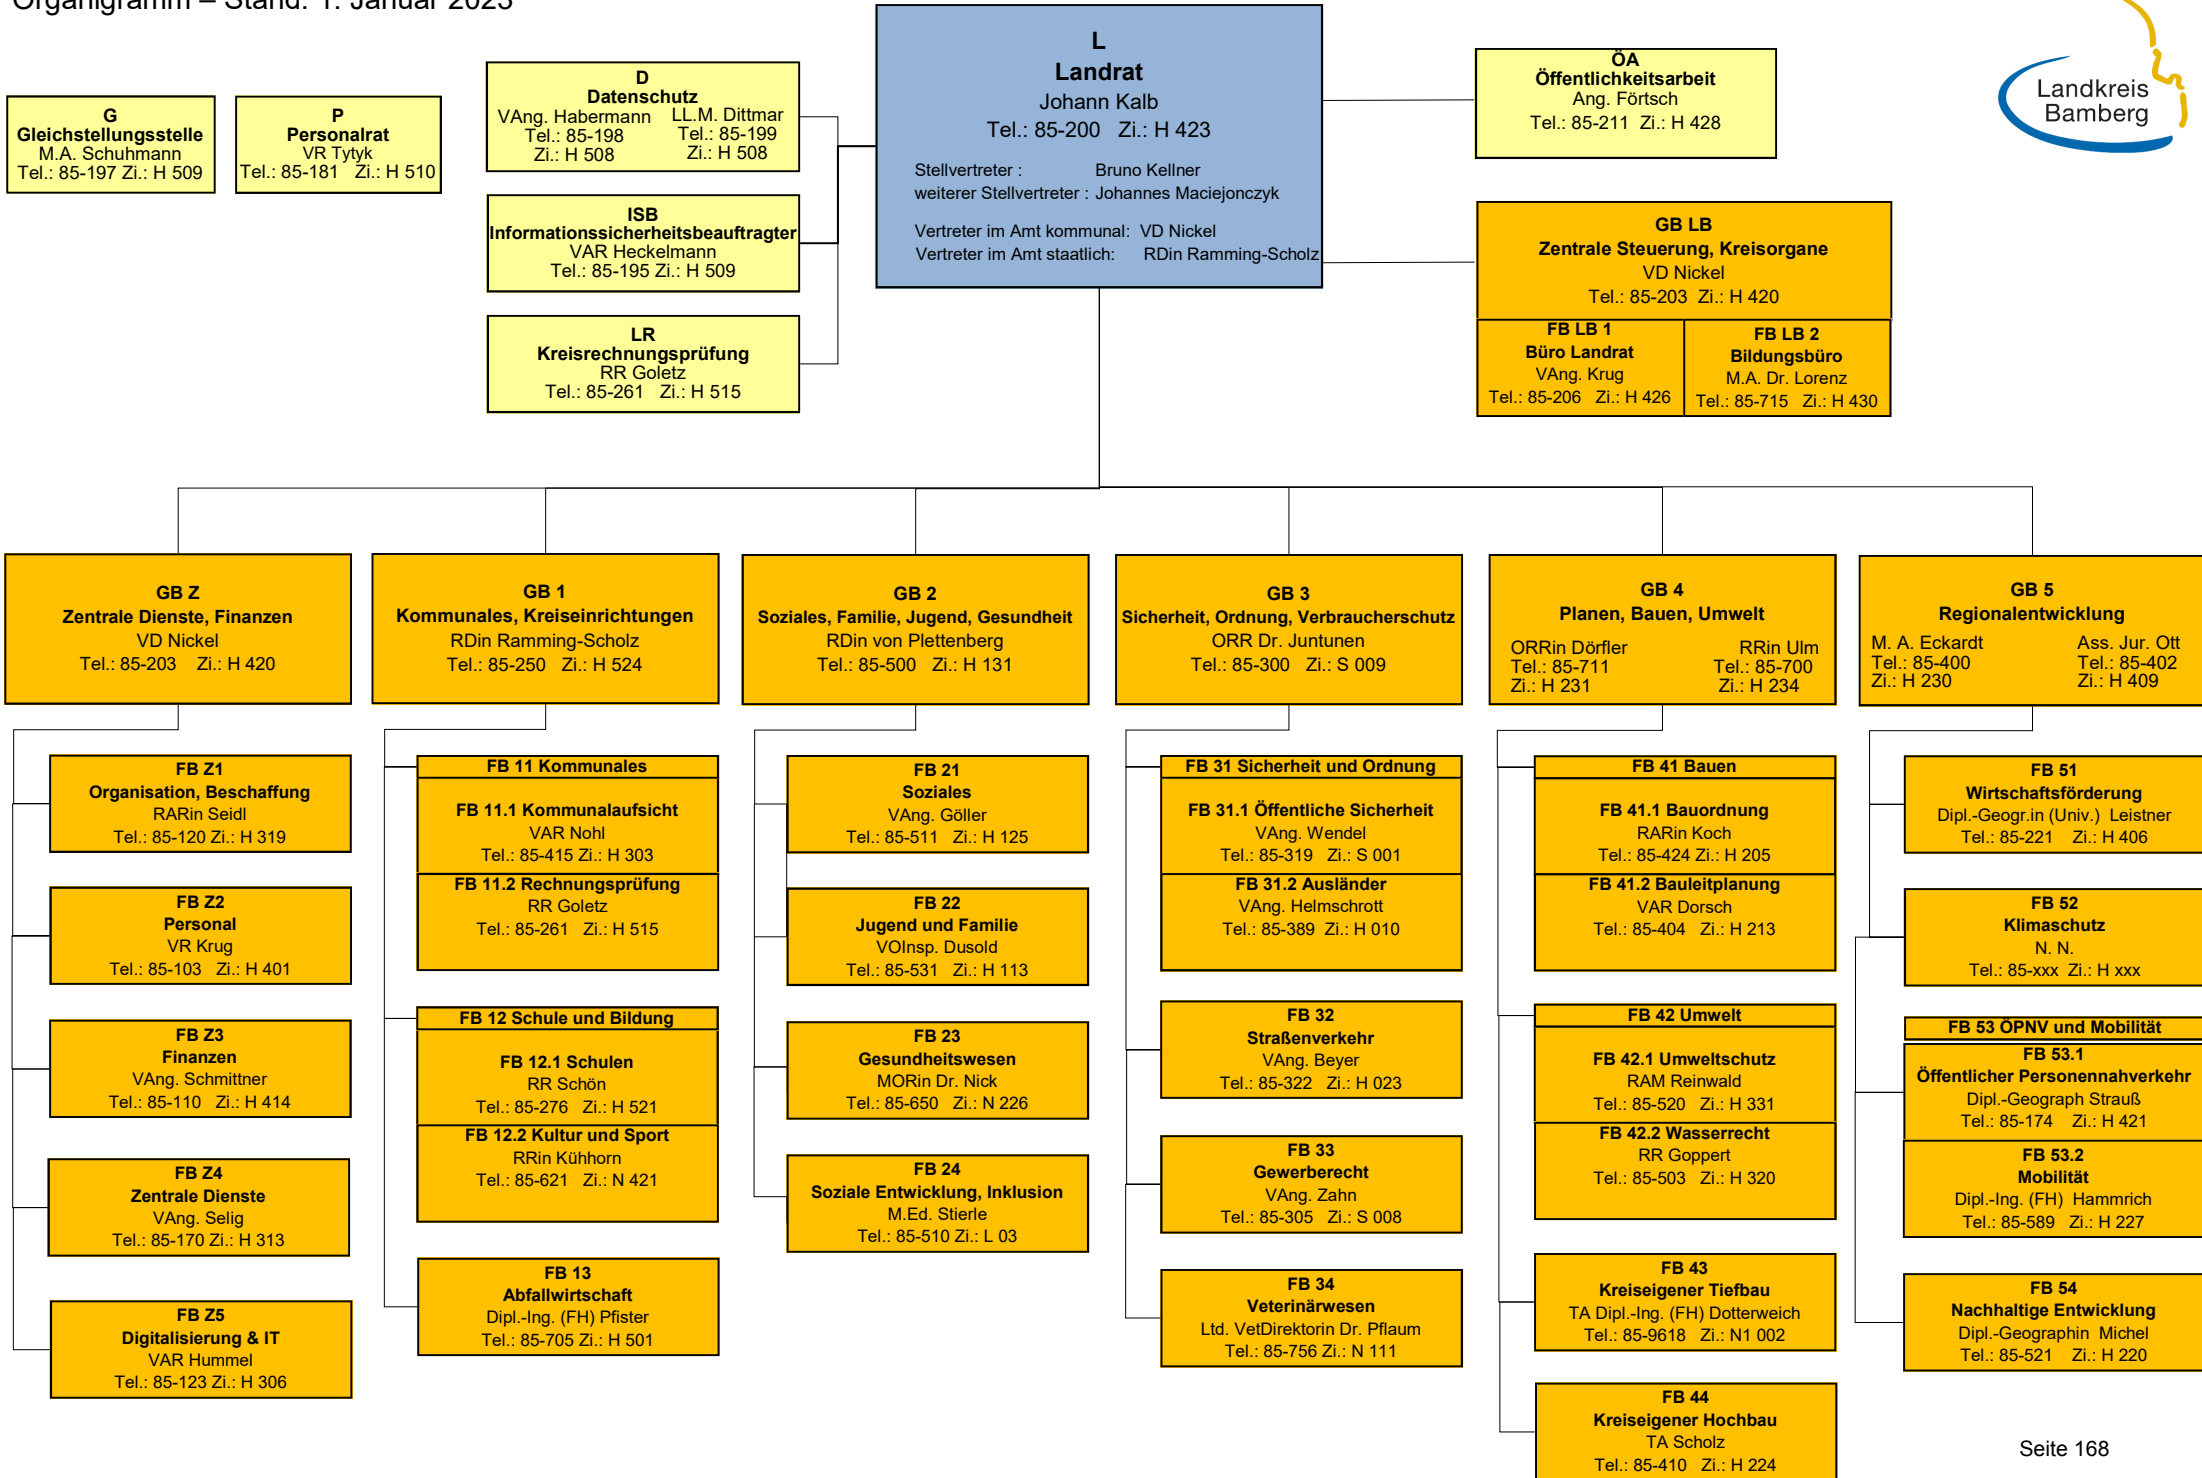 Organigramm – Stand: 1. Januar 2023
L
Landrat
Johann Kalb
Tel.: 85-200 Zi.: H 423
Stellvertreter : Bruno Kellner
weiterer Stellvertreter : Johannes Maciejonczyk
Vertreter im Amt kommunal: VD Nickel
Vertreter im Amt staatlich: RDin Ramming-Scholz
Landkreis
Bamberg
G
Gleichstellungsstelle
M.A. Schuhmann
Tel.: 85-197 Zi.: H 509
P
Personalrat
VR Tytyk
Tel.: 85-181 Zi.: H 510
D
Datenschutz
VAng. Habermann LL.M. Dittmar
Tel.: 85-198 Tel.: 85-199
Zi.: H 508 Zi.: H 508
ISB
Informationssicherheitsbeauftragter
VAR Heckelmann
Tel.: 85-195 Zi.: H 509
LR
Kreisrechnungsprüfung
RR Goletz
Tel.: 85-261 Zi.: H 515
ÖA
Öffentlichkeitsarbeit
Ang. Förtsch
Tel.: 85-211 Zi.: H 428
GB LB
Zentrale Steuerung, Kreisorgane
VD Nickel
Tel.: 85-203 Zi.: H 420
FB LB 1
Büro Landrat
VAng. Krug
Tel.: 85-206 Zi.: H 426
FB LB 2
Bildungsbüro
M.A. Dr. Lorenz
Tel.: 85-715 Zi.: H 430
GB Z
Zentrale Dienste, Finanzen
VD Nickel
Tel.: 85-203 Zi.: H 420
FB Z1
Organisation, Beschaffung
RARin Seidl
Tel.: 85-120 Zi.: H 319
FB Z2
Personal
VR Krug
Tel.: 85-103 Zi.: H 401
FB Z3
Finanzen
VAng. Schmittner
Tel.: 85-110 Zi.: H 414
FB Z4
Zentrale Dienste
VAng. Selig
Tel.: 85-170 Zi.: H 313
FB Z5
Digitalisierung & IT
VAR Hummel
Tel.: 85-123 Zi.: H 306
GB 1
Kommunales, Kreiseinrichtungen
RDin Ramming-Scholz
Tel.: 85-250 Zi.: H 524
FB 11 Kommunales
FB 11.1 Kommunalaufsicht
VAR Nohl
Tel.: 85-415 Zi.: H 303
FB 11.2 Rechnungsprüfung
RR Goletz
Tel.: 85-261 Zi.: H 515
FB 12 Schule und Bildung
FB 12.1 Schulen
RR Schön
Tel.: 85-276 Zi.: H 521
FB 12.2 Kultur und Sport
RRin Kühhorn
Tel.: 85-621 Zi.: N 421
FB 13
Abfallwirtschaft
Dipl.-Ing. (FH) Pfister
Tel.: 85-705 Zi.: H 501
GB 2
Soziales, Familie, Jugend, Gesundheit
RDin von Plettenberg
Tel.: 85-500 Zi.: H 131
FB 21
Soziales
VAng. Göller
Tel.: 85-511 Zi.: H 125
FB 22
Jugend und Familie
VOInsp. Dusold
Tel.: 85-531 Zi.: H 113
FB 23
Gesundheitswesen
MORin Dr. Nick
Tel.: 85-650 Zi.: N 226
FB 24
Soziale Entwicklung, Inklusion
M.Ed. Stierle
Tel.: 85-510 Zi.: L 03
GB 3
Sicherheit, Ordnung, Verbraucherschutz
ORR Dr. Juntunen
Tel.: 85-300 Zi.: S 009
FB 31 Sicherheit und Ordnung
FB 31.1 Öffentliche Sicherheit
VAng. Wendel
Tel.: 85-319 Zi.: S 001
FB 31.2 Ausländer
VAng. Helmschrott
Tel.: 85-389 Zi.: H 010
FB 32
Straßenverkehr
VAng. Beyer
Tel.: 85-322 Zi.: H 023
FB 33
Gewerberecht
VAng. Zahn
Tel.: 85-305 Zi.: S 008
FB 34
Veterinärwesen
Ltd. VetDirektorin Dr. Pflaum
Tel.: 85-756 Zi.: N 111
GB 4
Planen, Bauen, Umwelt
ORRin Dörfler RRin Ulm
Tel.: 85-711 Tel.: 85-700
Zi.: H 231 Zi.: H 234
FB 41 Bauen
FB 41.1 Bauordnung
RARin Koch
Tel.: 85-424 Zi.: H 205
FB 41.2 Bauleitplanung
VAR Dorsch
Tel.: 85-404 Zi.: H 213
FB 42 Umwelt
FB 42.1 Umweltschutz
RAM Reinwald
Tel.: 85-520 Zi.: H 331
FB 42.2 Wasserrecht
RR Goppert
Tel.: 85-503 Zi.: H 320
FB 43
Kreiseigener Tiefbau
TA Dipl.-Ing. (FH) Dotterweich
Tel.: 85-9618 Zi.: N1 002
FB 44
Kreiseigener Hochbau
TA Scholz
Tel.: 85-410 Zi.: H 224
GB 5
Regionalentwicklung
M. A. Eckardt Ass. Jur. Ott
Tel.: 85-400 Tel.: 85-402
Zi.: H 230 Zi.: H 409
FB 51
Wirtschaftsförderung
Dipl.-Geogr.in (Univ.) Leistner
Tel.: 85-221 Zi.: H 406
FB 52
Klimaschutz
N. N.
Tel.: 85-xxx Zi.: H xxx
FB 53 ÖPNV und Mobilität
FB 53.1
Öffentlicher Personennahverkehr
Dipl.-Geograph Strauß
Tel.: 85-174 Zi.: H 421
FB 53.2
Mobilität
Dipl.-Ing. (FH) Hammrich
Tel.: 85-589 Zi.: H 227
FB 54
Nachhaltige Entwicklung
Dipl.-Geographin Michel
Tel.: 85-521 Zi.: H 220
Seite 168